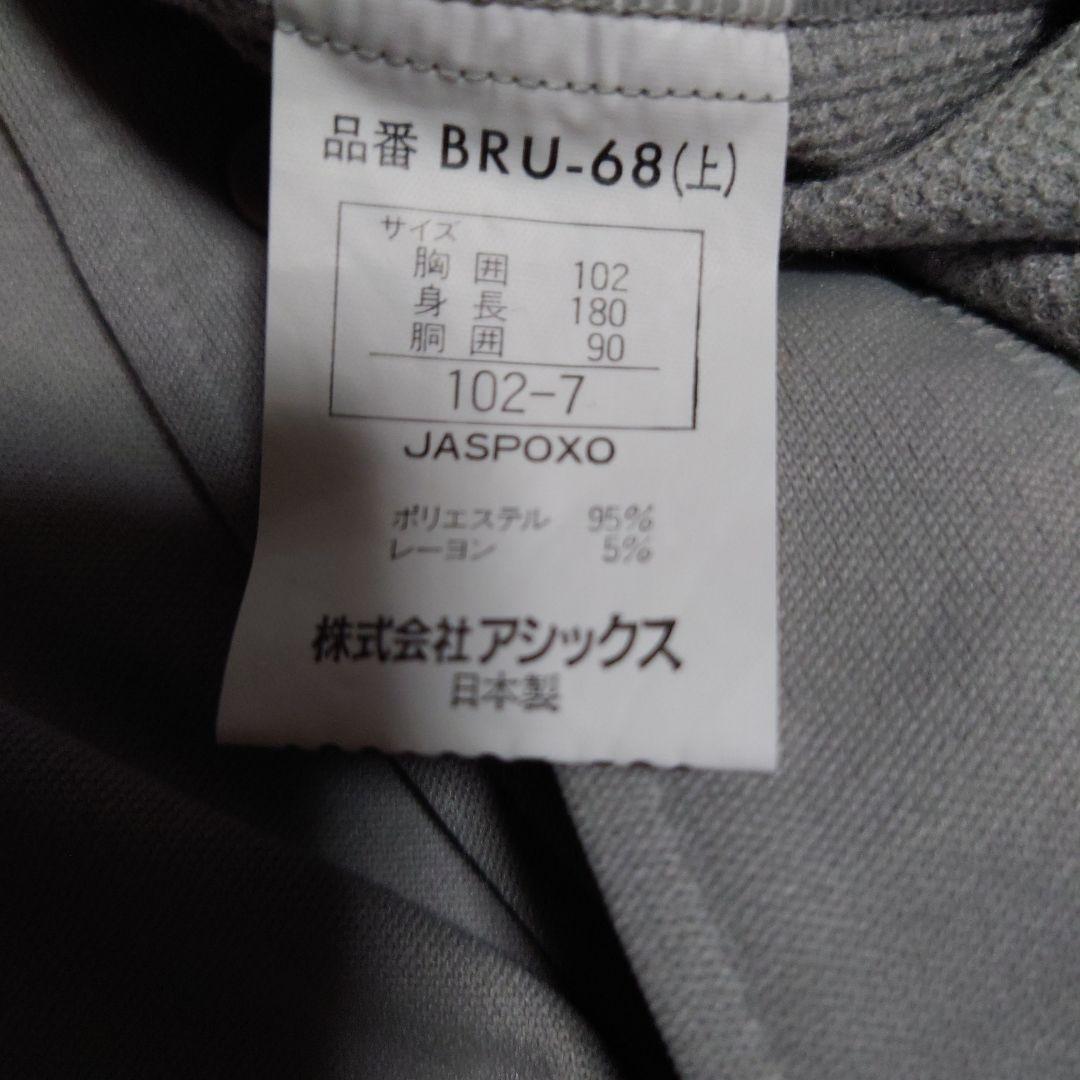 品番 BRU-68(上)
サイズ
胸囲 102
身長 180
胴囲 90
102-7
JASPOXO
ポリエステル 95%
レーヨン 5%
株式会社アシックス
日本製